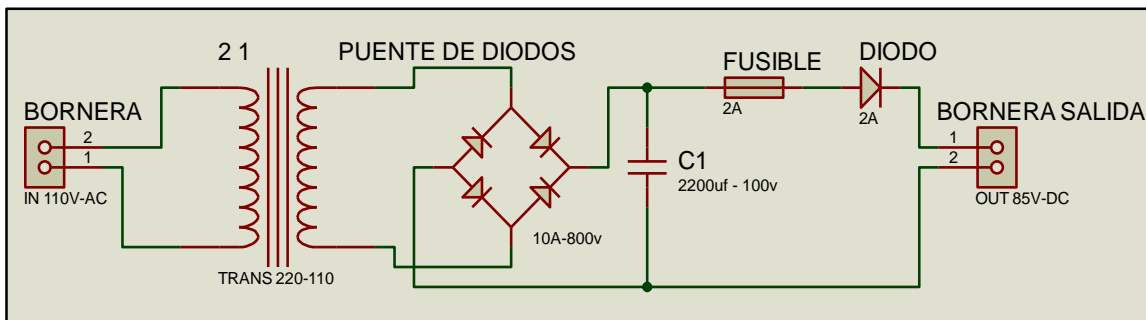 2 1
PUENTE DE DIODOS
FUSIBLE
2A
DIODO
2A
BORNERA
2
1
IN 110V-AC
TRANS 220-110
10A-800v
C1
2200uf - 100v
BORNERA SALIDA
1
2
OUT 85V-DC